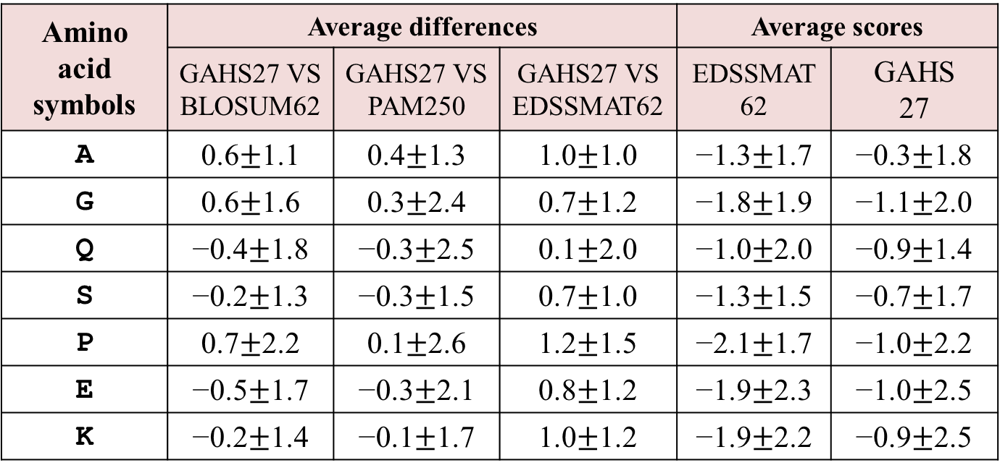 Amino acid symbols Average differences Average scores
GAHS27 VS BLOSUM62 GAHS27 VS PAM250 GAHS27 VS EDSSMAT62 EDSSMAT 62 GAHS 27
A 0.6±1.1 0.4±1.3 1.0±1.0 −1.3±1.7 −0.3±1.8
G 0.6±1.6 0.3±2.4 0.7±1.2 −1.8±1.9 −1.1±2.0
Q −0.4±1.8 −0.3±2.5 0.1±2.0 −1.0±2.0 −0.9±1.4
S −0.2±1.3 −0.3±1.5 0.7±1.0 −1.3±1.5 −0.7±1.7
P 0.7±2.2 0.1±2.6 1.2±1.5 −2.1±1.7 −1.0±2.2
E −0.5±1.7 −0.3±2.1 0.8±1.2 −1.9±2.3 −1.0±2.5
K −0.2±1.4 −0.1±1.7 1.0±1.2 −1.9±2.2 −0.9±2.5